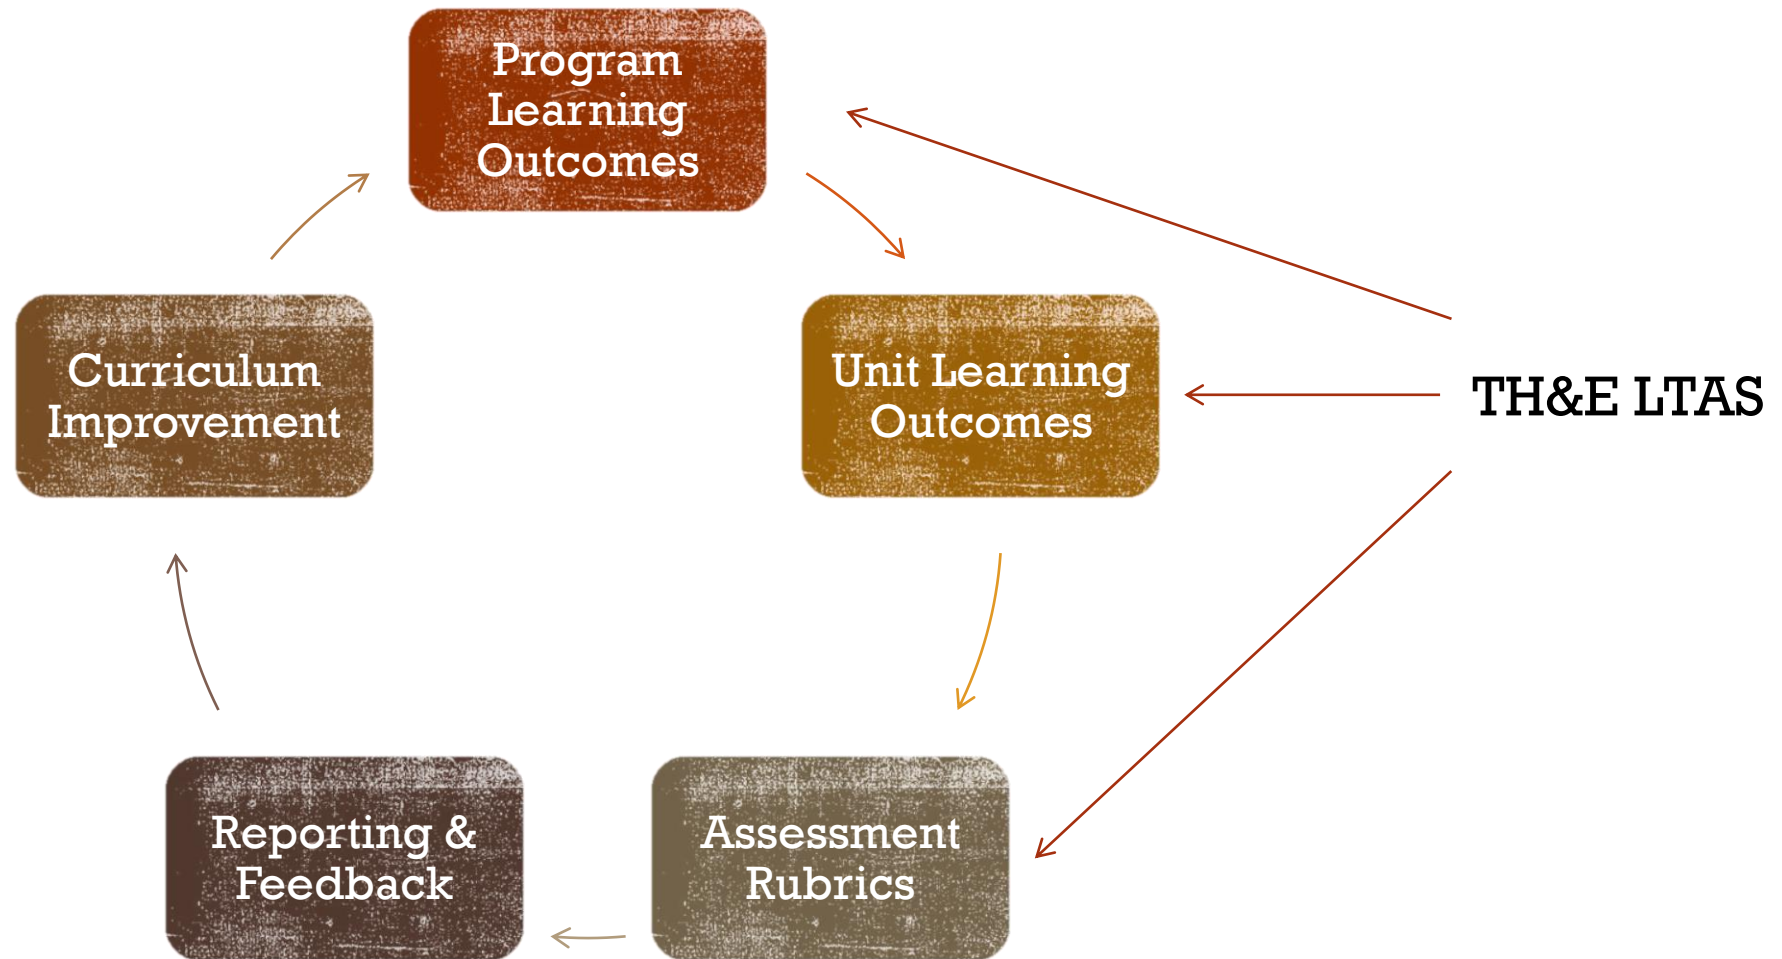 Program
Learning
Outcomes
Curriculum
Improvement
Unit Learning
Outcomes
TH&E LTAS
Reporting &
Feedback
Assessment
Rubrics